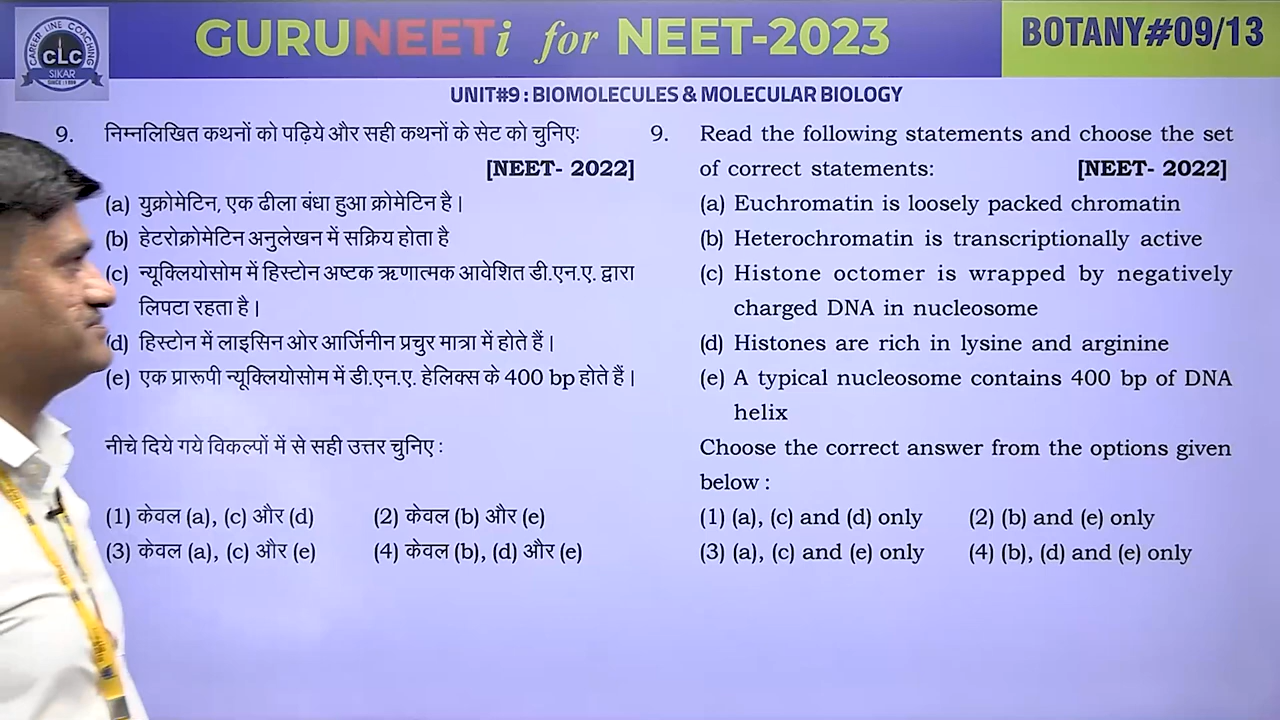 CAREER LINE COACHING
CLC
SIKAR
SINCE : 1996
GURUNEETi for NEET-2023
BOTANY#09/13
UNIT#9 : BIOMOLECULES & MOLECULAR BIOLOGY
9. निम्नलिखित कथनों को पढ़िये और सही कथनों के सेट को चुनिए:
[NEET- 2022]
(a) युक्रोमेटिन, एक ढीला बंधा हुआ क्रोमेटिन है।
(b) हेटरोक्रोमेटिन अनुलेखन में सक्रिय होता है
(c) न्यूक्लियोसोम में हिस्टोन अष्टक ऋणात्मक आवेशित डी.एन.ए. द्वारा
लिपटा रहता है।
(d) हिस्टोन में लाइसिन ओर आर्जिनीन प्रचुर मात्रा में होते हैं।
(e) एक प्रारूपी न्यूक्लियोसोम में डी.एन.ए. हेलिक्स के 400 bp होते हैं।
नीचे दिये गये विकल्पों में से सही उत्तर चुनिए :
(1) केवल (a), (c) और (d) (2) केवल (b) और (e)
(3) केवल (a), (c) और (e) (4) केवल (b), (d) और (e)
9. Read the following statements and choose the set
of correct statements: [NEET- 2022]
(a) Euchromatin is loosely packed chromatin
(b) Heterochromatin is transcriptionally active
(c) Histone octomer is wrapped by negatively
charged DNA in nucleosome
(d) Histones are rich in lysine and arginine
(e) A typical nucleosome contains 400 bp of DNA
helix
Choose the correct answer from the options given
below :
(1) (a), (c) and (d) only (2) (b) and (e) only
(3) (a), (c) and (e) only (4) (b), (d) and (e) only